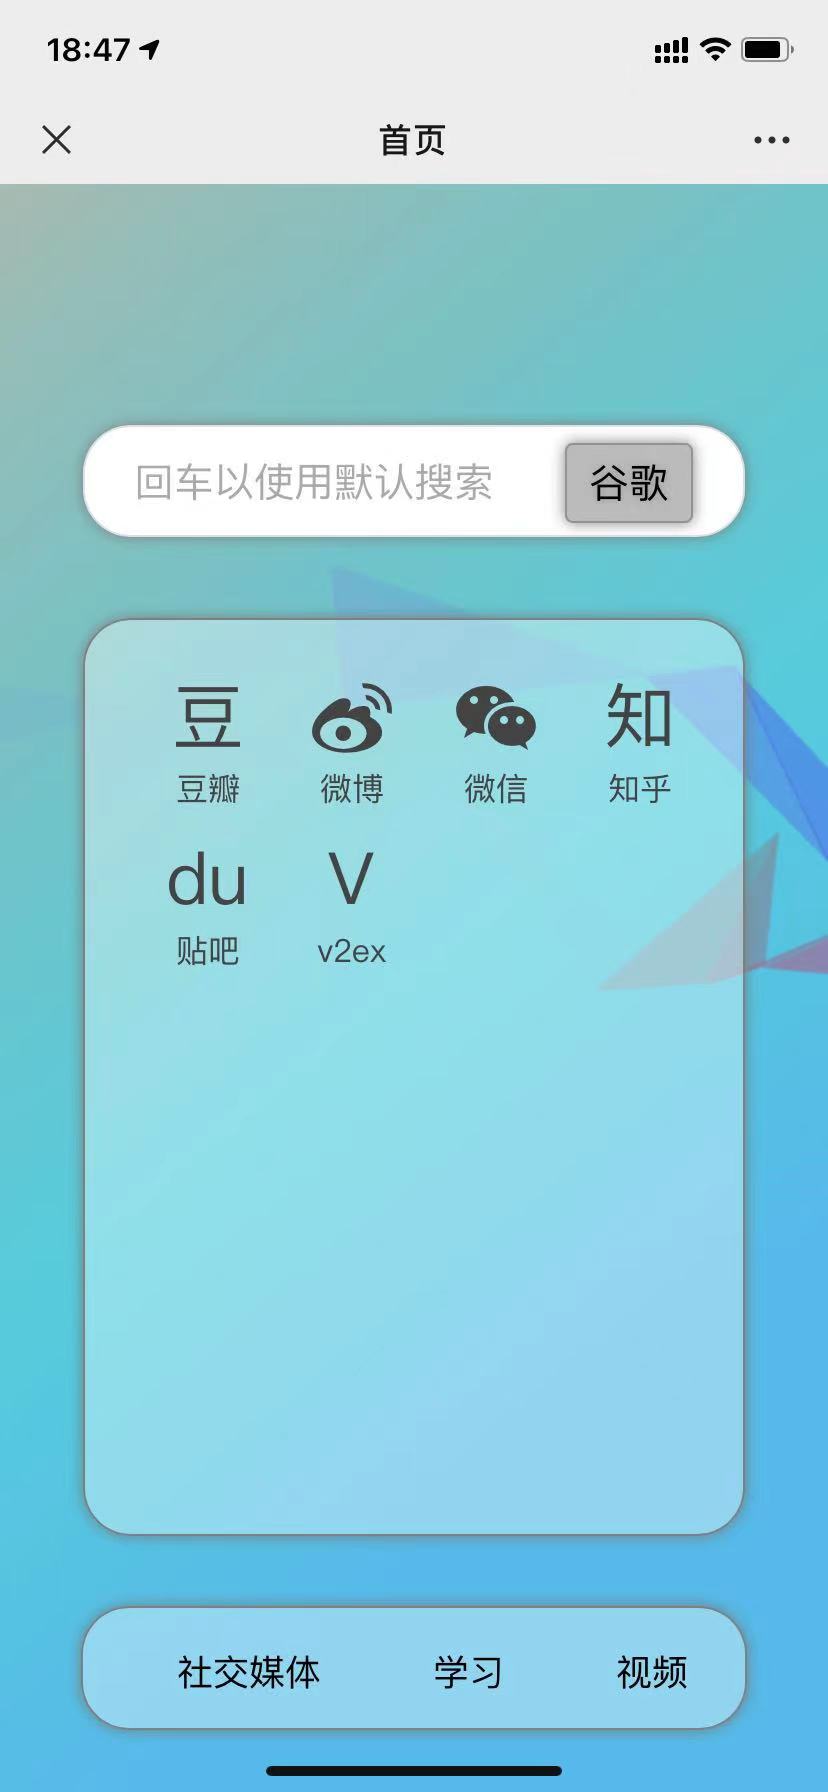 18:47
首页
回车以使用默认搜索 谷歌
豆 知
豆瓣 微博 微信 知乎
du V
贴吧 v2ex
社交媒体 学习 视频